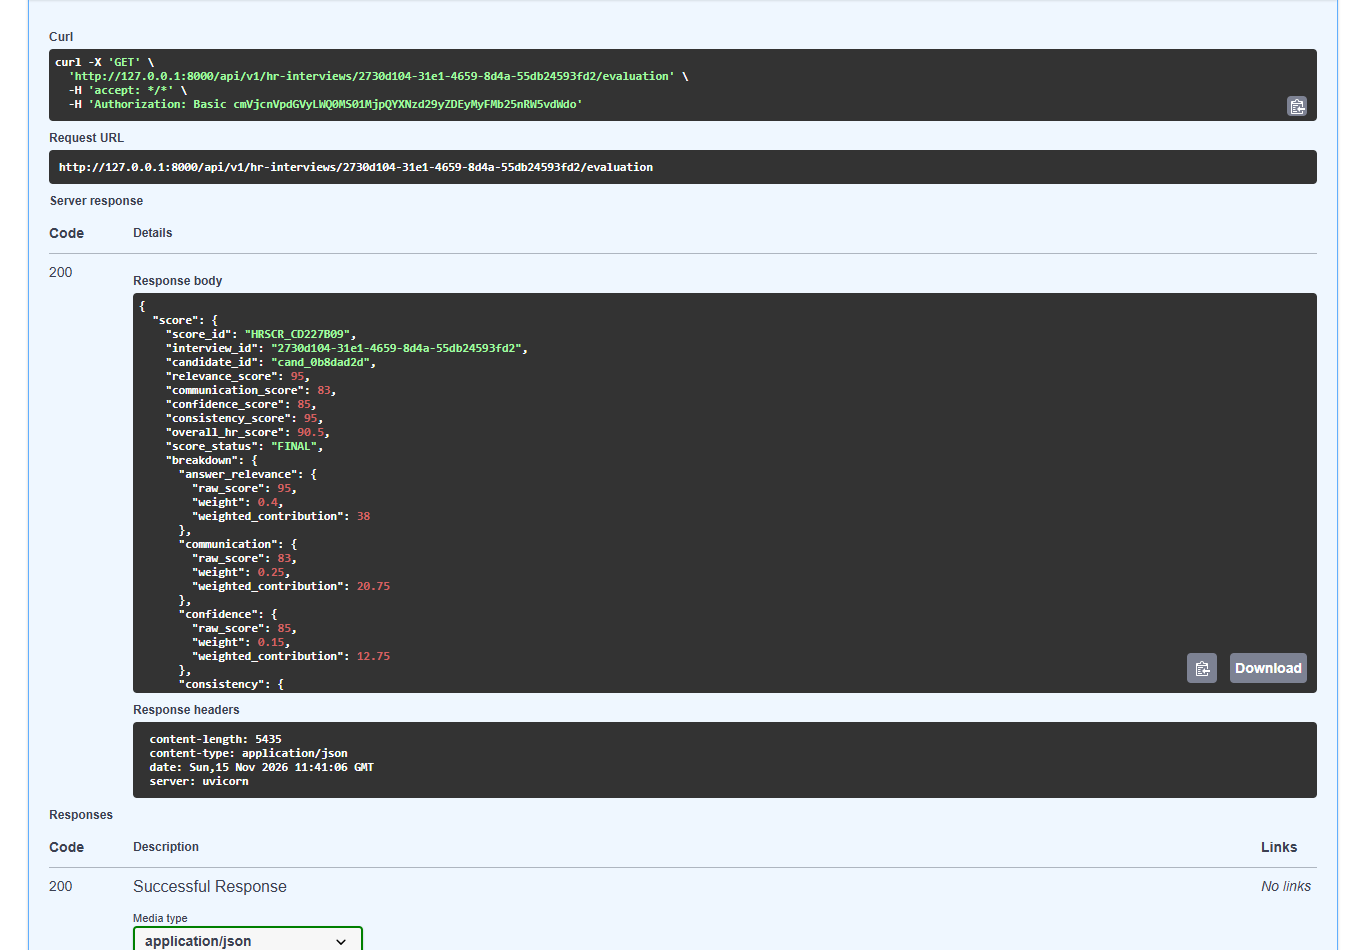 Curl
curl -X 'GET' \
'http://127.0.0.1:8000/api/v1/hr-interviews/2730d104-31e1-4659-8d4a-55db24593fd2/evaluation' \
-H 'accept: */*' \
-H 'Authorization: Basic cmVjcnVpdGVyLWQ0MS01MjpQYXNzd29yZDEyMyFMb25nRW5vdWdo'
Request URL
http://127.0.0.1:8000/api/v1/hr-interviews/2730d104-31e1-4659-8d4a-55db24593fd2/evaluation
Server response
Code Details
200
Response body
{
"score": {
"score_id": "HRSCR_CD227B09",
"interview_id": "2730d104-31e1-4659-8d4a-55db24593fd2",
"candidate_id": "cand_0b8dad2d",
"relevance_score": 95,
"communication_score": 83,
"confidence_score": 85,
"consistency_score": 95,
"overall_hr_score": 90.5,
"score_status": "FINAL",
"breakdown": {
"answer_relevance": {
"raw_score": 95,
"weight": 0.4,
"weighted_contribution": 38
},
"communication": {
"raw_score": 83,
"weight": 0.25,
"weighted_contribution": 20.75
},
"confidence": {
"raw_score": 85,
"weight": 0.15,
"weighted_contribution": 12.75
},
"consistency": {
Download
Response headers
content-length: 5435
content-type: application/json
date: Sun,15 Nov 2026 11:41:06 GMT
server: uvicorn
Responses
Code Description Links
200 Successful Response No links
Media type
application/json